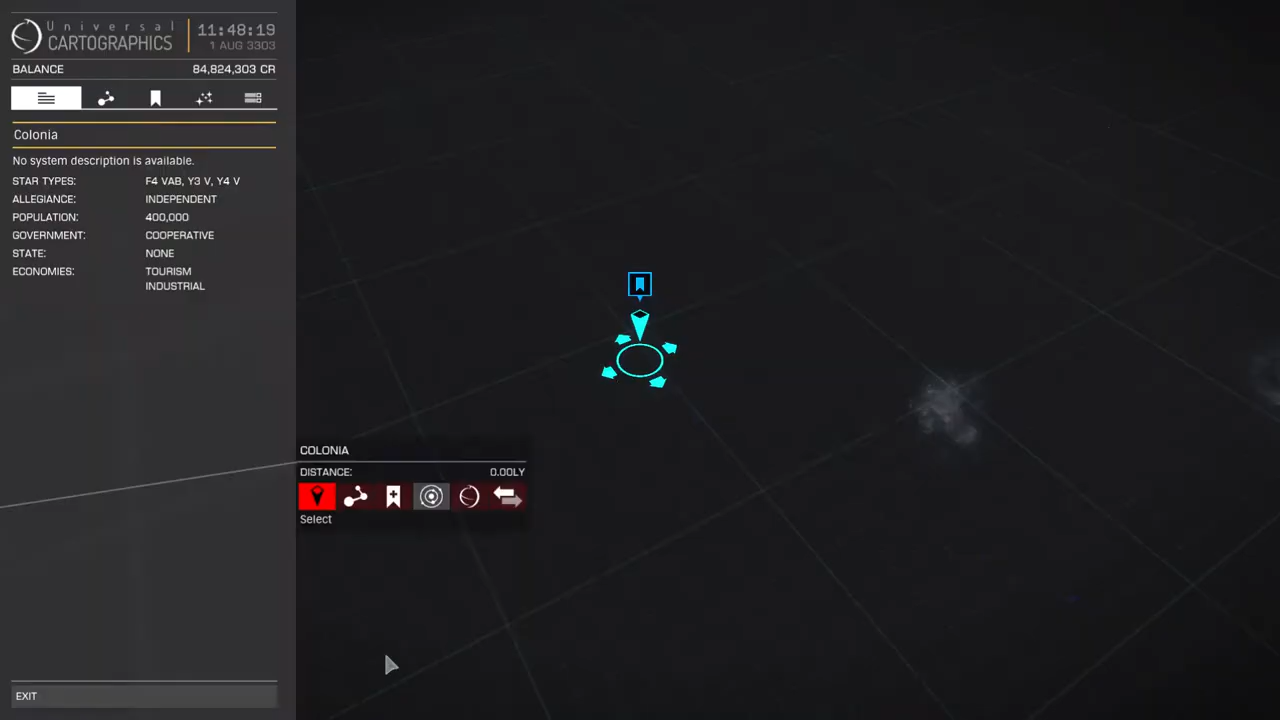 Universal
CARTOGRAPHICS
11:48:19
1 AUG 3303
BALANCE 84,824,303 CR
Colonia
No system description is available.
STAR TYPES: F4 VAB, Y3 V, Y4 V
ALLEGIANCE: INDEPENDENT
POPULATION: 400,000
GOVERNMENT: COOPERATIVE
STATE: NONE
ECONOMIES: TOURISM
INDUSTRIAL
COLONIA
DISTANCE: 0.00LY
Select
EXIT